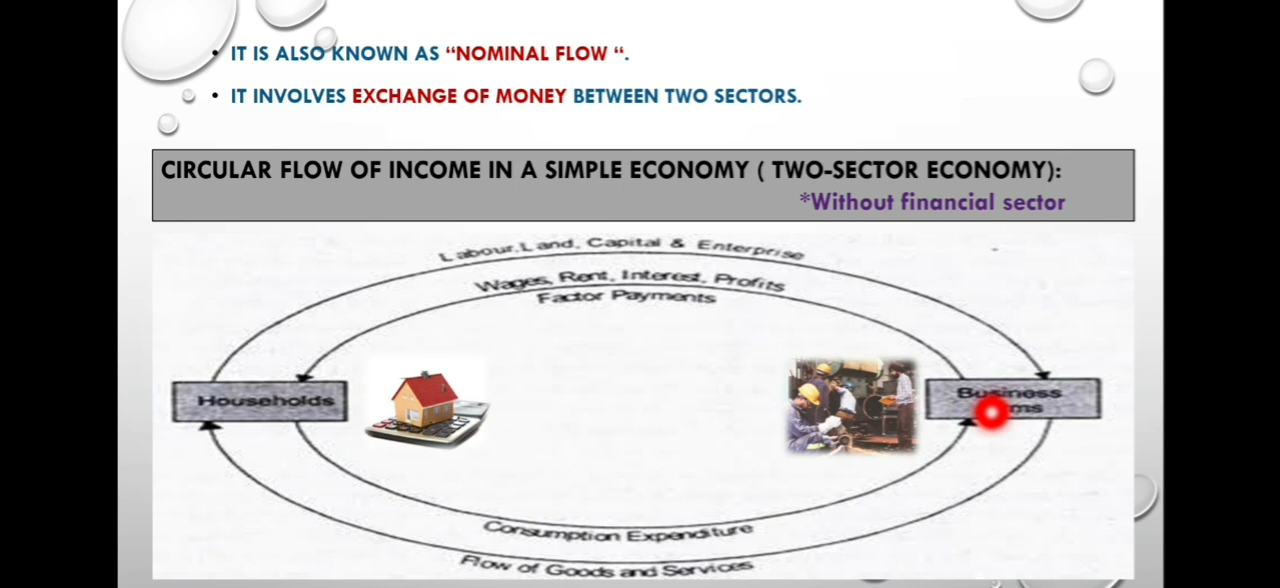 • IT IS ALSO KNOWN AS “NOMINAL FLOW “.
• IT INVOLVES EXCHANGE OF MONEY BETWEEN TWO SECTORS.
CIRCULAR FLOW OF INCOME IN A SIMPLE ECONOMY ( TWO-SECTOR ECONOMY):
*Without financial sector
Labour, Land, Capital & Enterprise
Wages, Rent, Interest, Profits
Factor Payments
Households
Business
Consumption Expenditure
Flow of Goods and Services